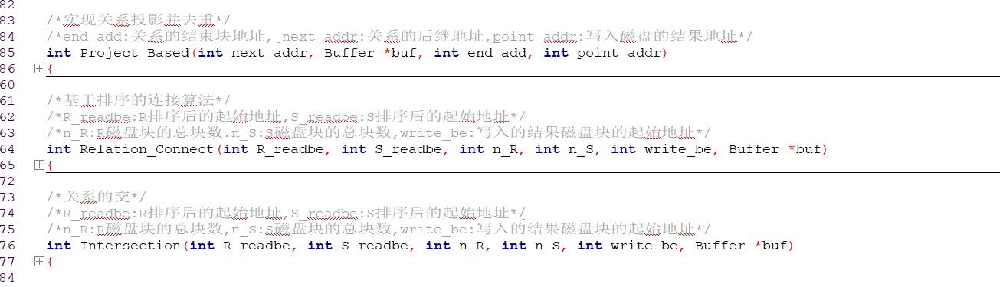 82
83 /*实现关系投影并去重*/
84 /*end_add:关系的结束块地址, next_addr:关系的后继地址,point_addr:写入磁盘的结果地址*/
85 int Project_Based(int next_addr, Buffer *buf, int end_add, int point_addr)
86 {
60
61 /*基于排序的连接算法*/
62 /*R_readbe:R排序后的起始地址,S_readbe:S排序后的起始地址*/
63 /*n_R:R磁盘块的总块数.n_S:S磁盘块的总块数,write_be:写入的结果磁盘块的起始地址*/
64 int Relation_Connect(int R_readbe, int S_readbe, int n_R, int n_S, int write_be, Buffer *buf)
65 {
72
73 /*关系的交*/
74 /*R_readbe:R排序后的起始地址,S_readbe:S排序后的起始地址*/
75 /*n_R:R磁盘块的总块数,n_S:S磁盘块的总块数,write_be:写入的结果磁盘块的起始地址*/
76 int Intersection(int R_readbe, int S_readbe, int n_R, int n_S, int write_be, Buffer *buf)
77 {
84